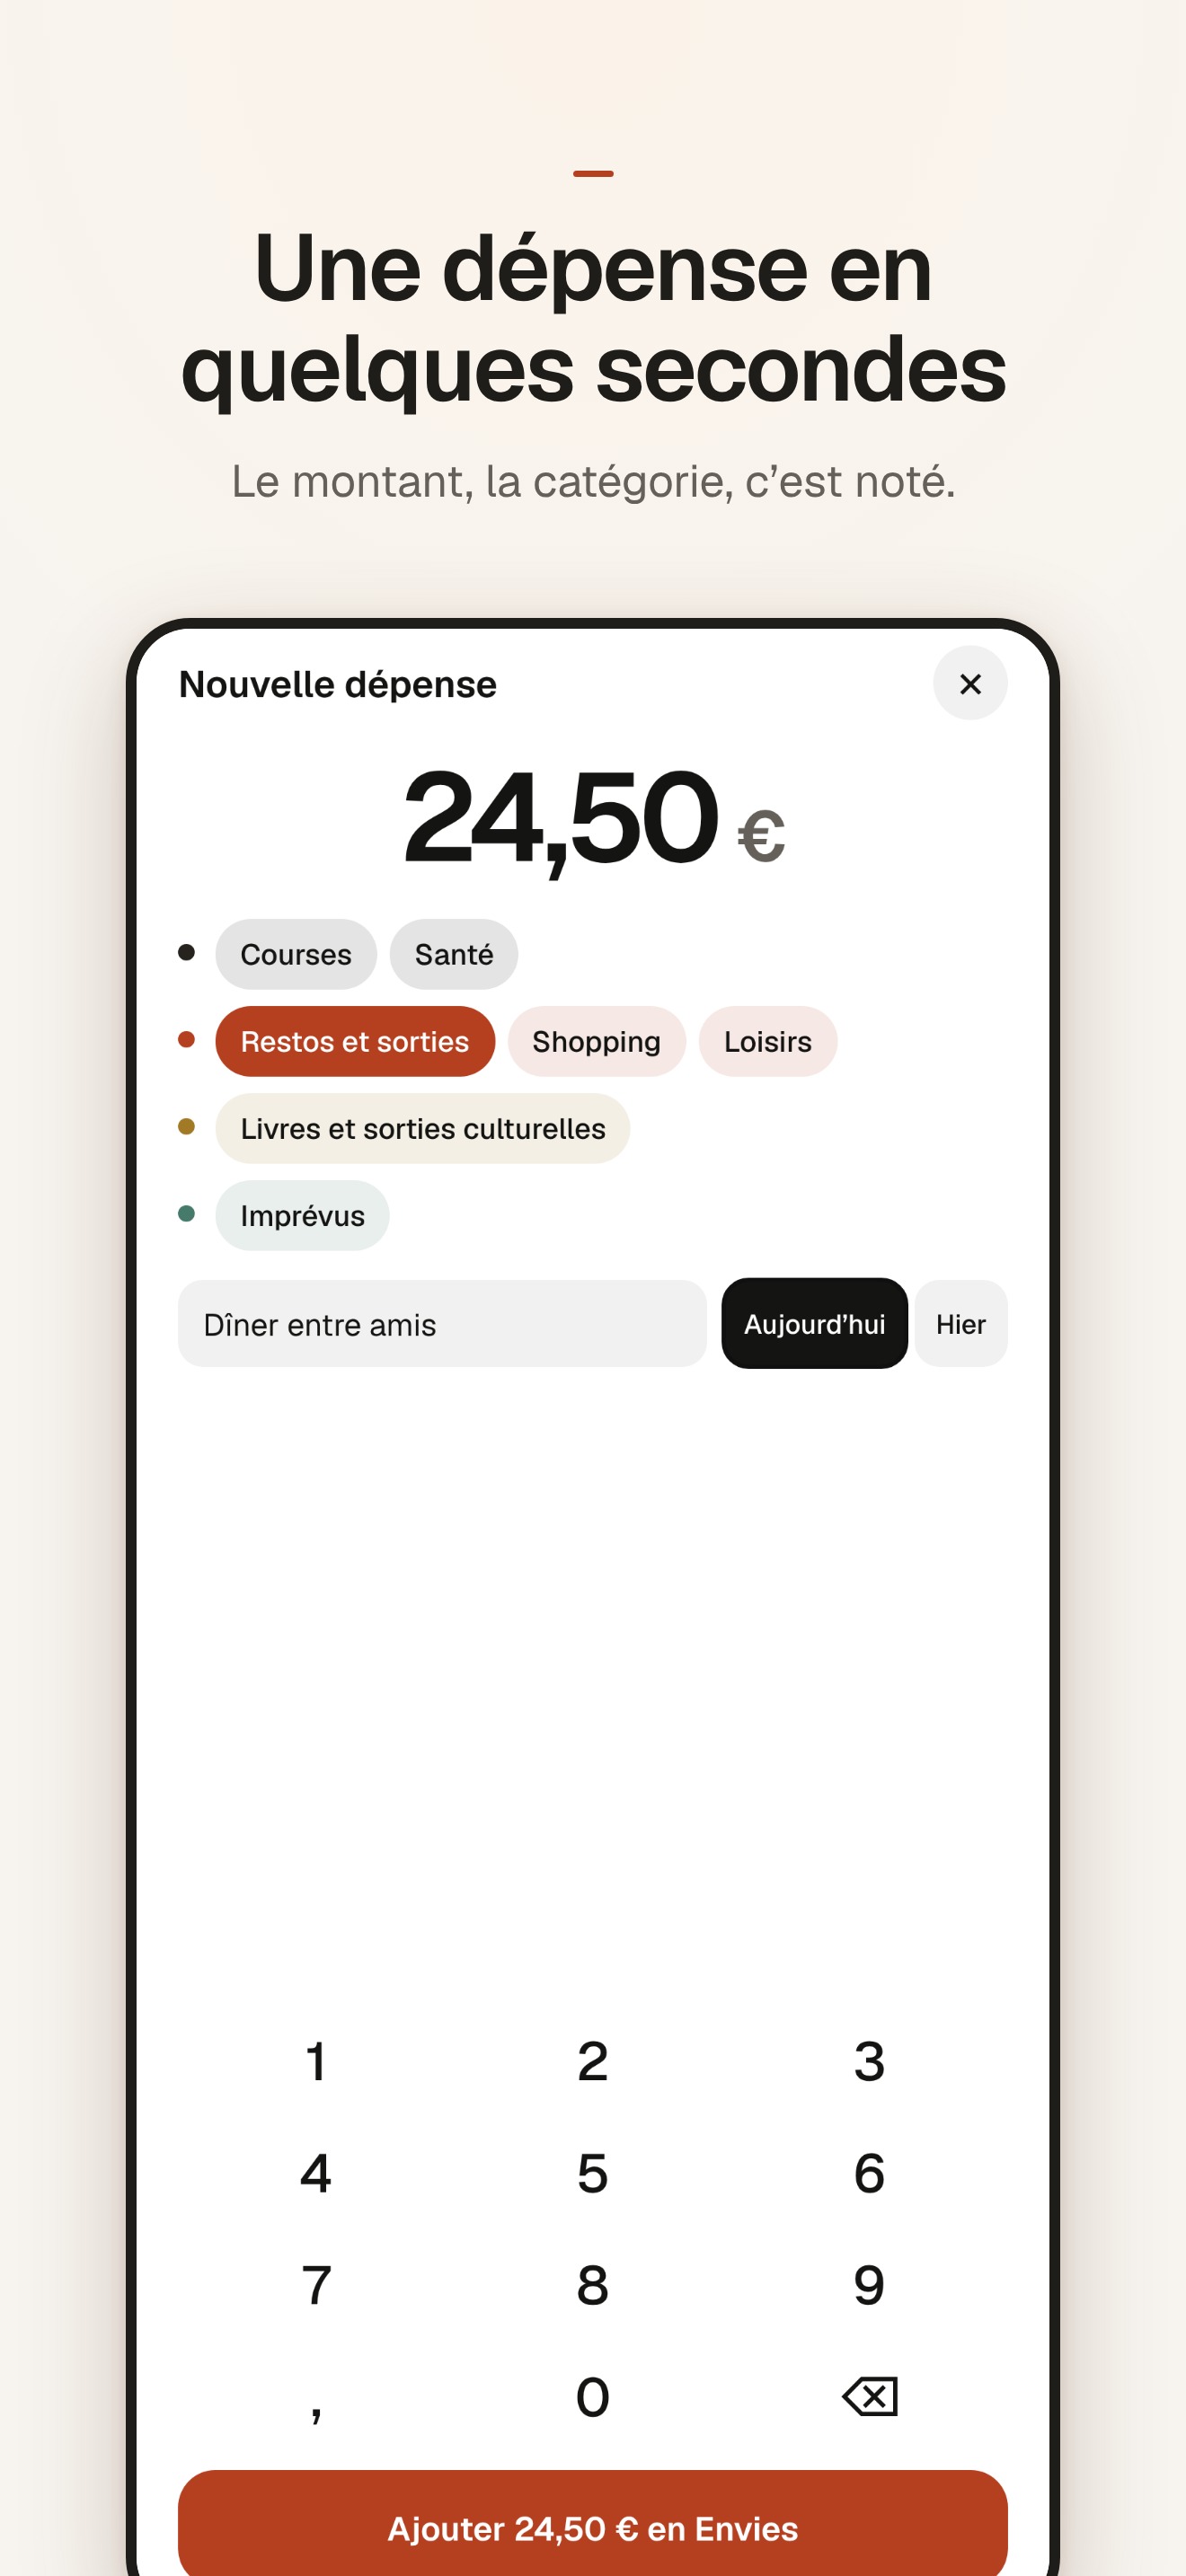 Une dépense en
quelques secondes
Le montant, la catégorie, c’est noté.
Nouvelle dépense
24,50 €
Courses Santé
Restos et sorties Shopping Loisirs
Livres et sorties culturelles
Imprévus
Dîner entre amis Aujourd’hui Hier
1 2 3
4 5 6
7 8 9
, 0
Ajouter 24,50 € en Envies